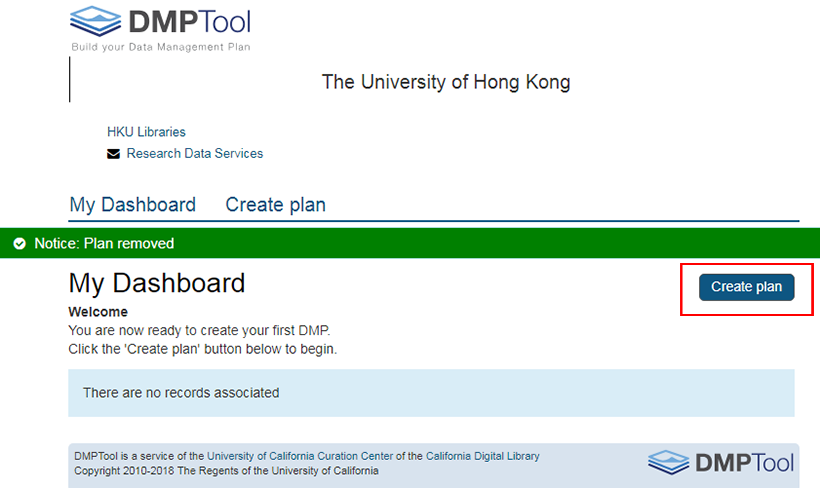 DMPTool
Build your Data Management Plan
The University of Hong Kong
HKU Libraries
Research Data Services
My Dashboard Create plan
Notice: Plan removed
My Dashboard
Create plan
Welcome
You are now ready to create your first DMP.
Click the 'Create plan' button below to begin.
There are no records associated
DMPTool is a service of the University of California Curation Center of the California Digital Library
Copyright 2010-2018 The Regents of the University of California
DMPTool